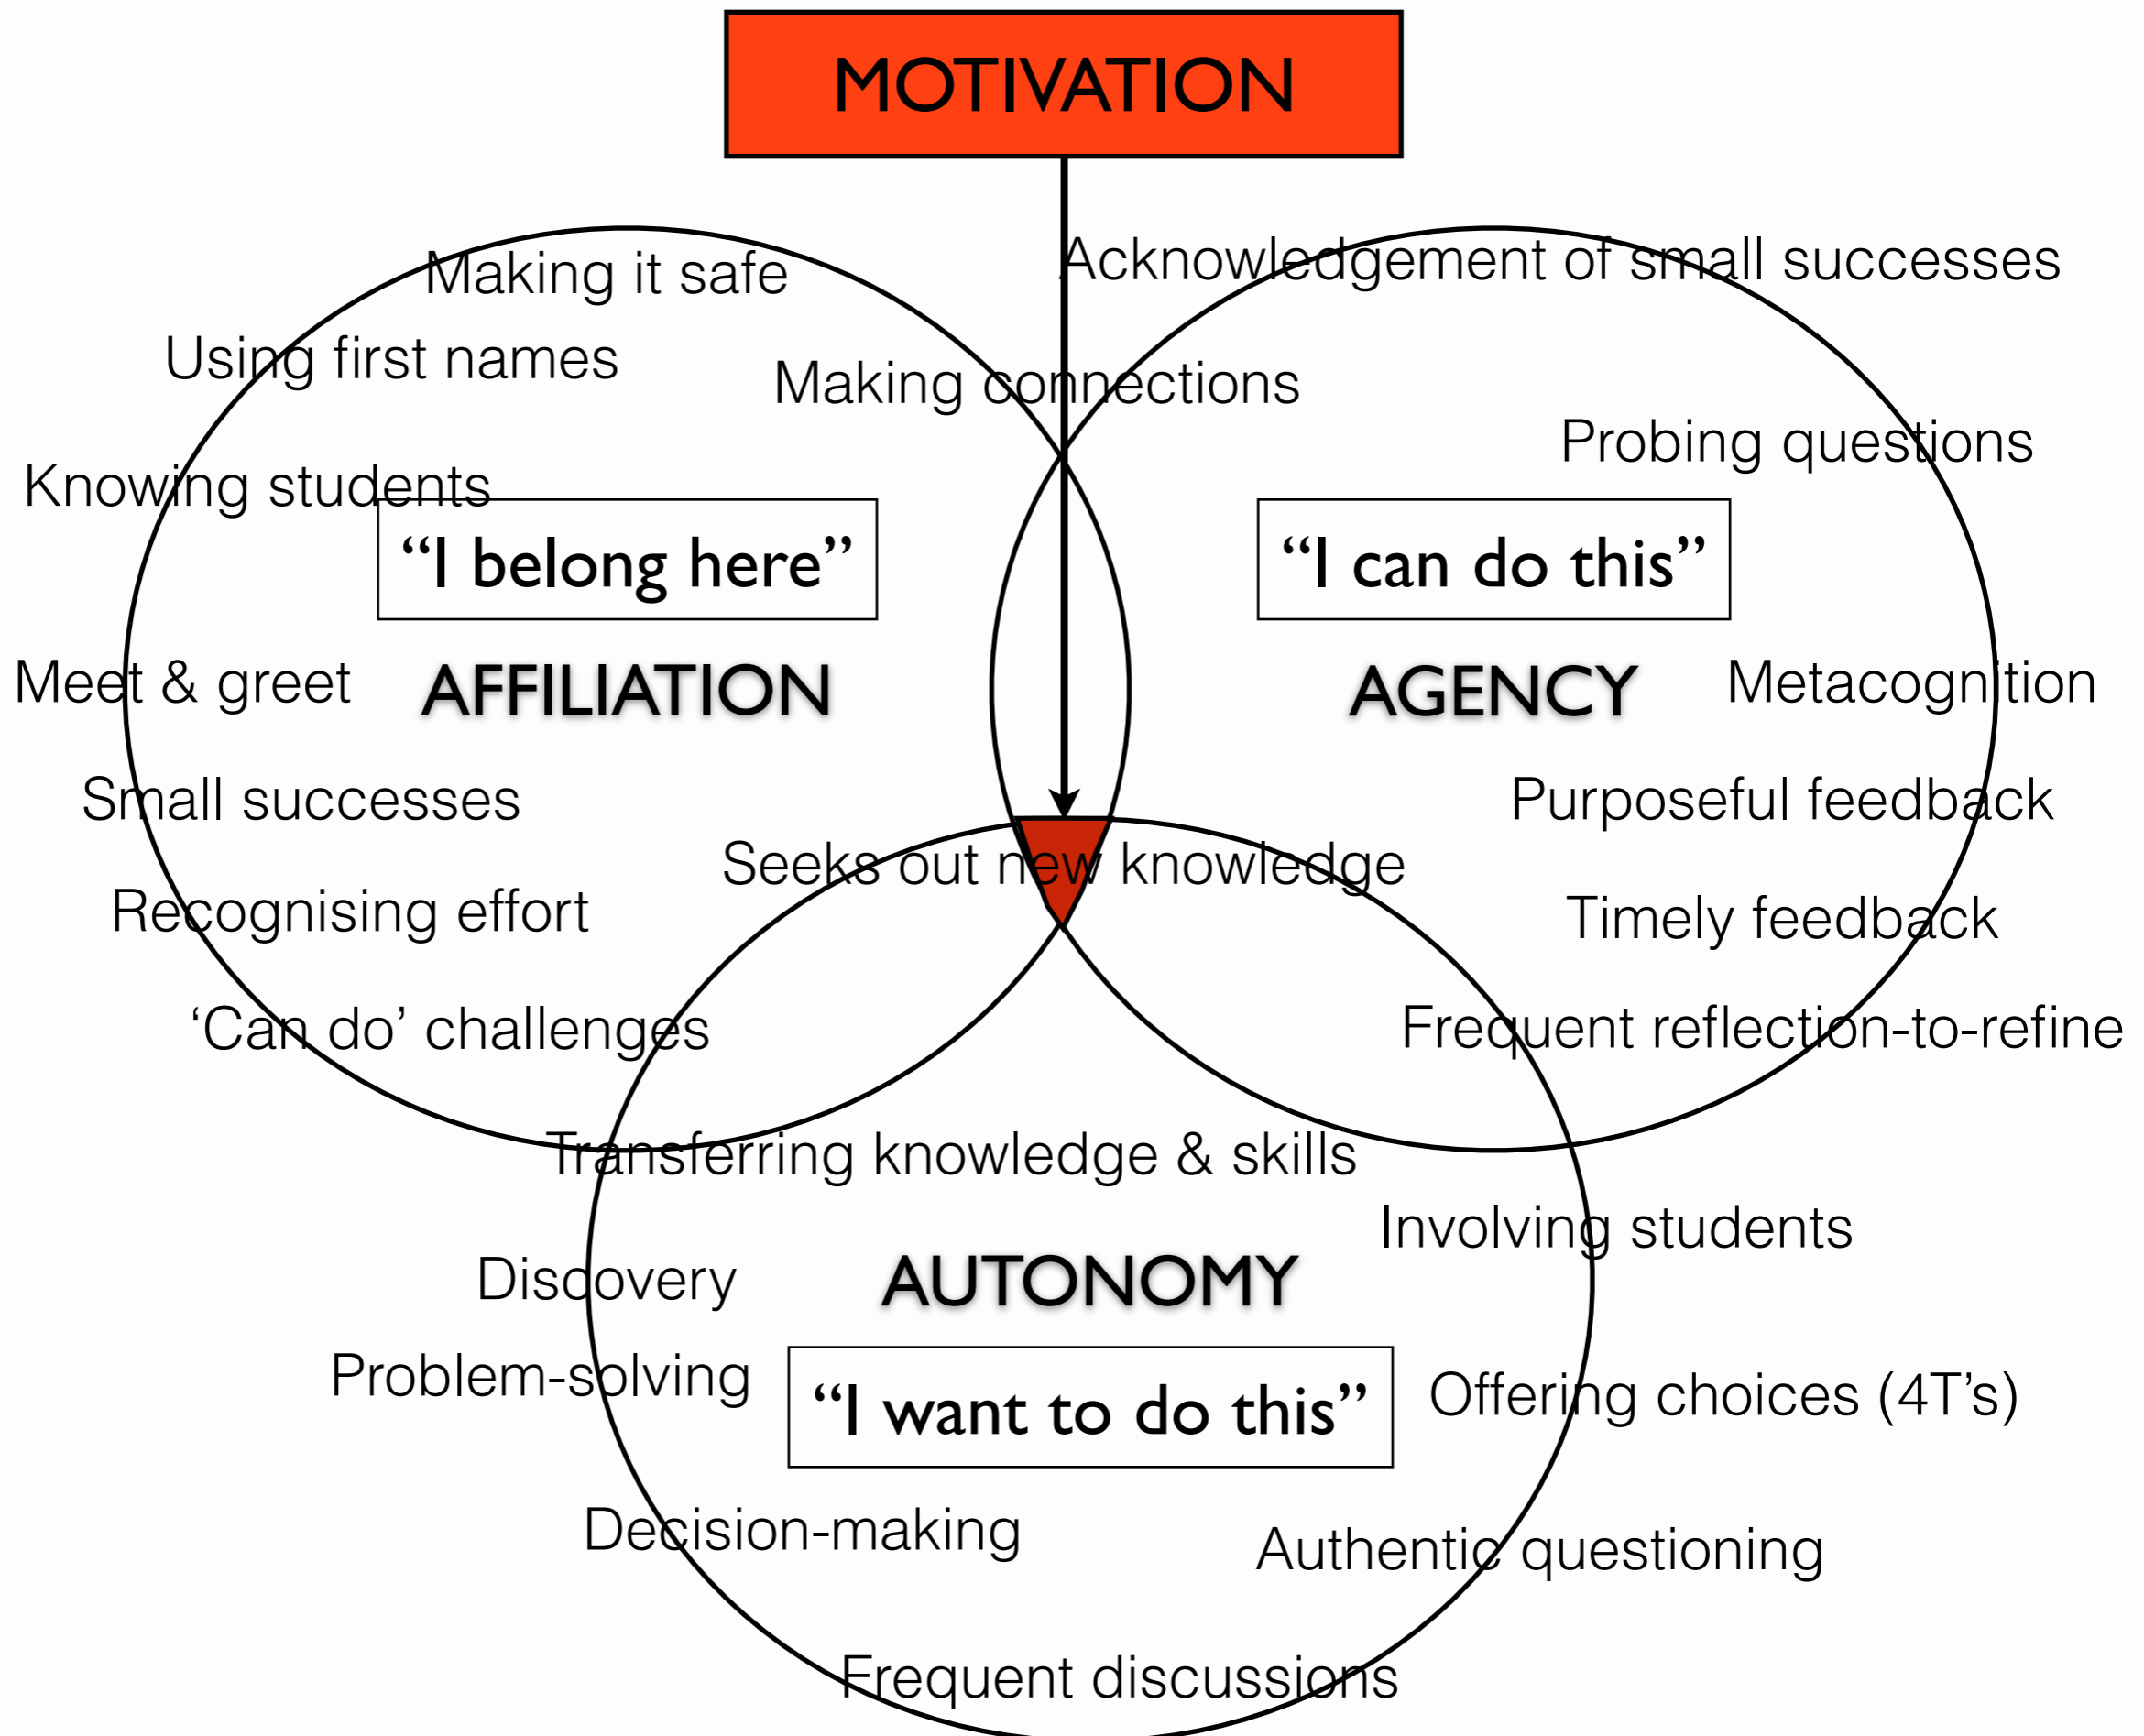 MOTIVATION
Making it safe
Acknowledgement of small successes
Using first names
Making connections
Probing questions
Knowing students
“I belong here”
“I can do this”
Meet & greet
AFFILIATION
AGENCY
Metacognition
Small successes
Purposeful feedback
Seeks out new knowledge
Recognising effort
Timely feedback
‘Can do’ challenges
Frequent reflection-to-refine
Transferring knowledge & skills
Involving students
Discovery
AUTONOMY
Problem-solving
“I want to do this”
Offering choices (4T’s)
Decision-making
Authentic questioning
Frequent discussions